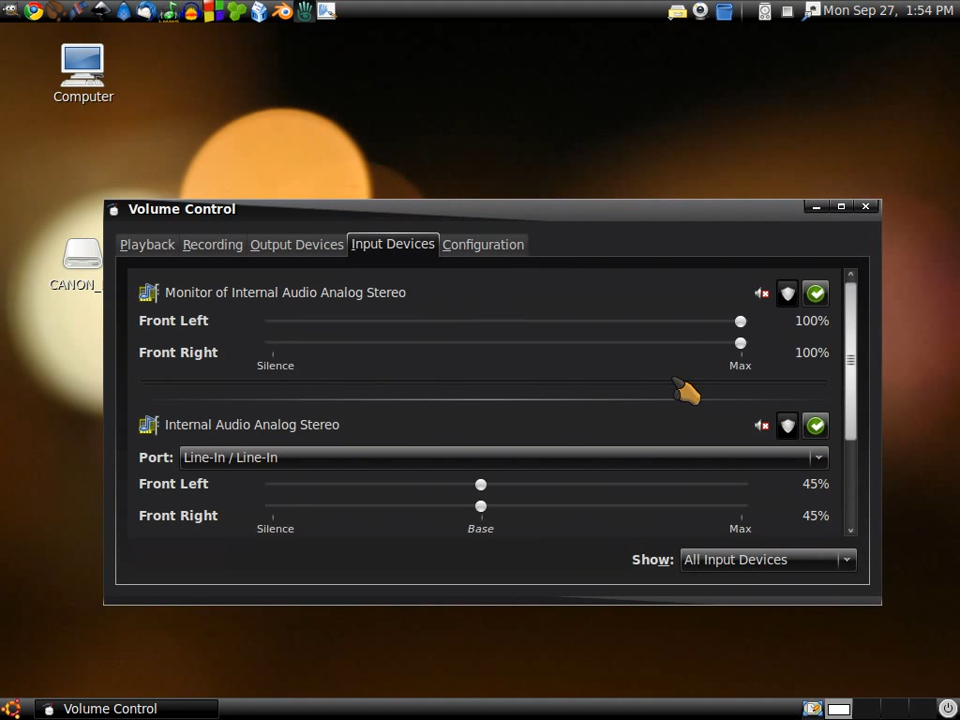 Mon Sep 27, 1:54 PM
Computer
CANON_
Volume Control
Playback Recording Output Devices Input Devices Configuration
Monitor of Internal Audio Analog Stereo
Front Left 100%
Front Right 100%
Silence Max
Internal Audio Analog Stereo
Port: Line-In / Line-In
Front Left 45%
Front Right 45%
Silence Base Max
Show: All Input Devices
Volume Control